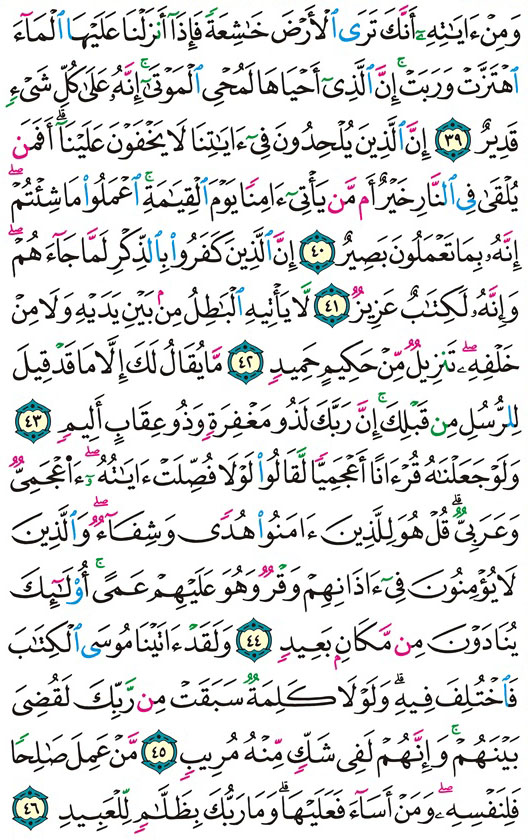 وَمِنْ ءَايَٰتِهِۦٓ أَنَّكَ تَرَى ٱلْأَرْضَ خَٰشِعَةً فَإِذَآ أَنزَلْنَا عَلَيْهَا ٱلْمَآءَ
ٱهْتَزَّتْ وَرَبَتْ ۚ إِنَّ ٱلَّذِىٓ أَحْيَاهَا لَمُحْىِ ٱلْمَوْتَىٰٓ ۚ إِنَّهُۥ عَلَىٰ كُلِّ شَىْءٍ
قَدِيرٌ ٣٩ إِنَّ ٱلَّذِينَ يُلْحِدُونَ فِىٓ ءَايَٰتِنَا لَا يَخْفَوْنَ عَلَيْنَآ ۗ أَفَمَن
يُلْقَىٰ فِى ٱلنَّارِ خَيْرٌ أَم مَّن يَأْتِىٓ ءَامِنًا يَوْمَ ٱلْقِيَٰمَةِ ۚ ٱعْمَلُوا۟ مَا شِئْتُمْ ۖ
إِنَّهُۥ بِمَا تَعْمَلُونَ بَصِيرٌ ٤٠ إِنَّ ٱلَّذِينَ كَفَرُوا۟ بِٱلذِّكْرِ لَمَّا جَآءَهُمْ ۖ
وَإِنَّهُۥ لَكِتَٰبٌ عَزِيزٌ ٤١ لَّا يَأْتِيهِ ٱلْبَٰطِلُ مِنۢ بَيْنِ يَدَيْهِ وَلَا مِنْ
خَلْفِهِۦ ۖ تَنزِيلٌ مِّنْ حَكِيمٍ حَمِيدٍ ٤٢ مَّا يُقَالُ لَكَ إِلَّا مَا قَدْ قِيلَ
لِلرُّسُلِ مِن قَبْلِكَ ۚ إِنَّ رَبَّكَ لَذُو مَغْفِرَةٍ وَذُو عِقَابٍ أَلِيمٍ ٤٣
وَلَوْ جَعَلْنَٰهُ قُرْءَانًا أَعْجَمِيًّا لَّقَالُوا۟ لَوْلَا فُصِّلَتْ ءَايَٰتُهُۥٓ ۖ ءَا۬عْجَمِىٌّ
وَعَرَبِىٌّ ۗ قُلْ هُوَ لِلَّذِينَ ءَامَنُوا۟ هُدًى وَشِفَآءٌ ۖ وَٱلَّذِينَ
لَا يُؤْمِنُونَ فِىٓ ءَاذَانِهِمْ وَقْرٌ وَهُوَ عَلَيْهِمْ عَمًى ۚ أُو۟لَٰٓئِكَ
يُنَادَوْنَ مِن مَّكَانٍۭ بَعِيدٍ ٤٤ وَلَقَدْ ءَاتَيْنَا مُوسَى ٱلْكِتَٰبَ
فَٱخْتُلِفَ فِيهِ ۗ وَلَوْلَا كَلِمَةٌ سَبَقَتْ مِن رَّبِّكَ لَقُضِىَ
بَيْنَهُمْ ۚ وَإِنَّهُمْ لَفِى شَكٍّ مِّنْهُ مُرِيبٍ ٤٥ مَّنْ عَمِلَ صَٰلِحًا
فَلِنَفْسِهِۦ ۖ وَمَنْ أَسَآءَ فَعَلَيْهَا ۗ وَمَا رَبُّكَ بِظَلَّٰمٍ لِّلْعَبِيدِ ٤٦